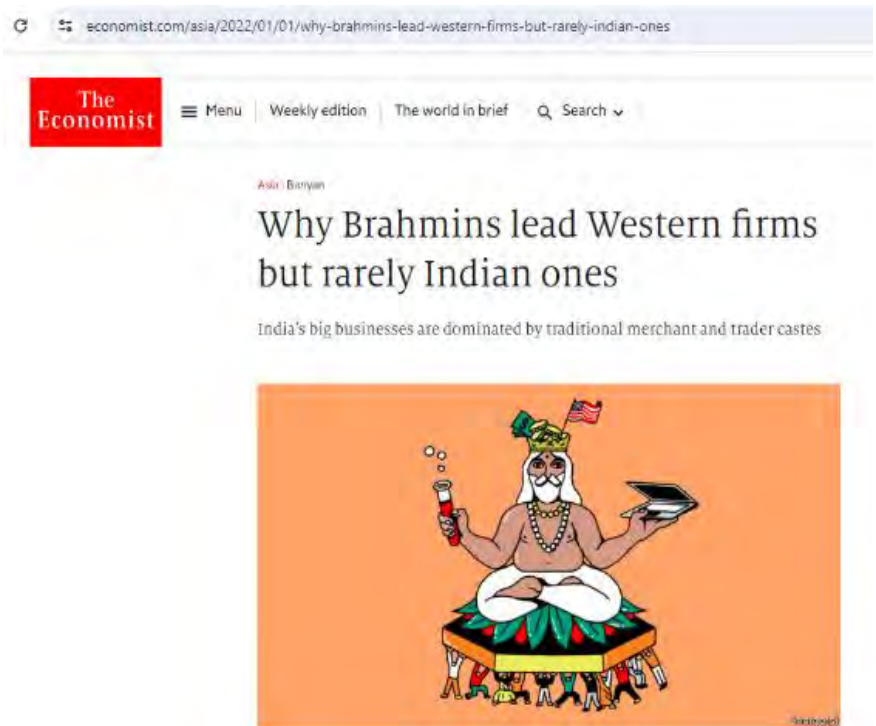 economist.com/asia/2022/01/01/why-brahmins-lead-western-firms-but-rarely-indian-ones
The
Economist
Menu
Weekly edition
The world in brief
Search
Asia | Banyan
Why Brahmins lead Western firms
but rarely Indian ones
India's big businesses are dominated by traditional merchant and trader castes